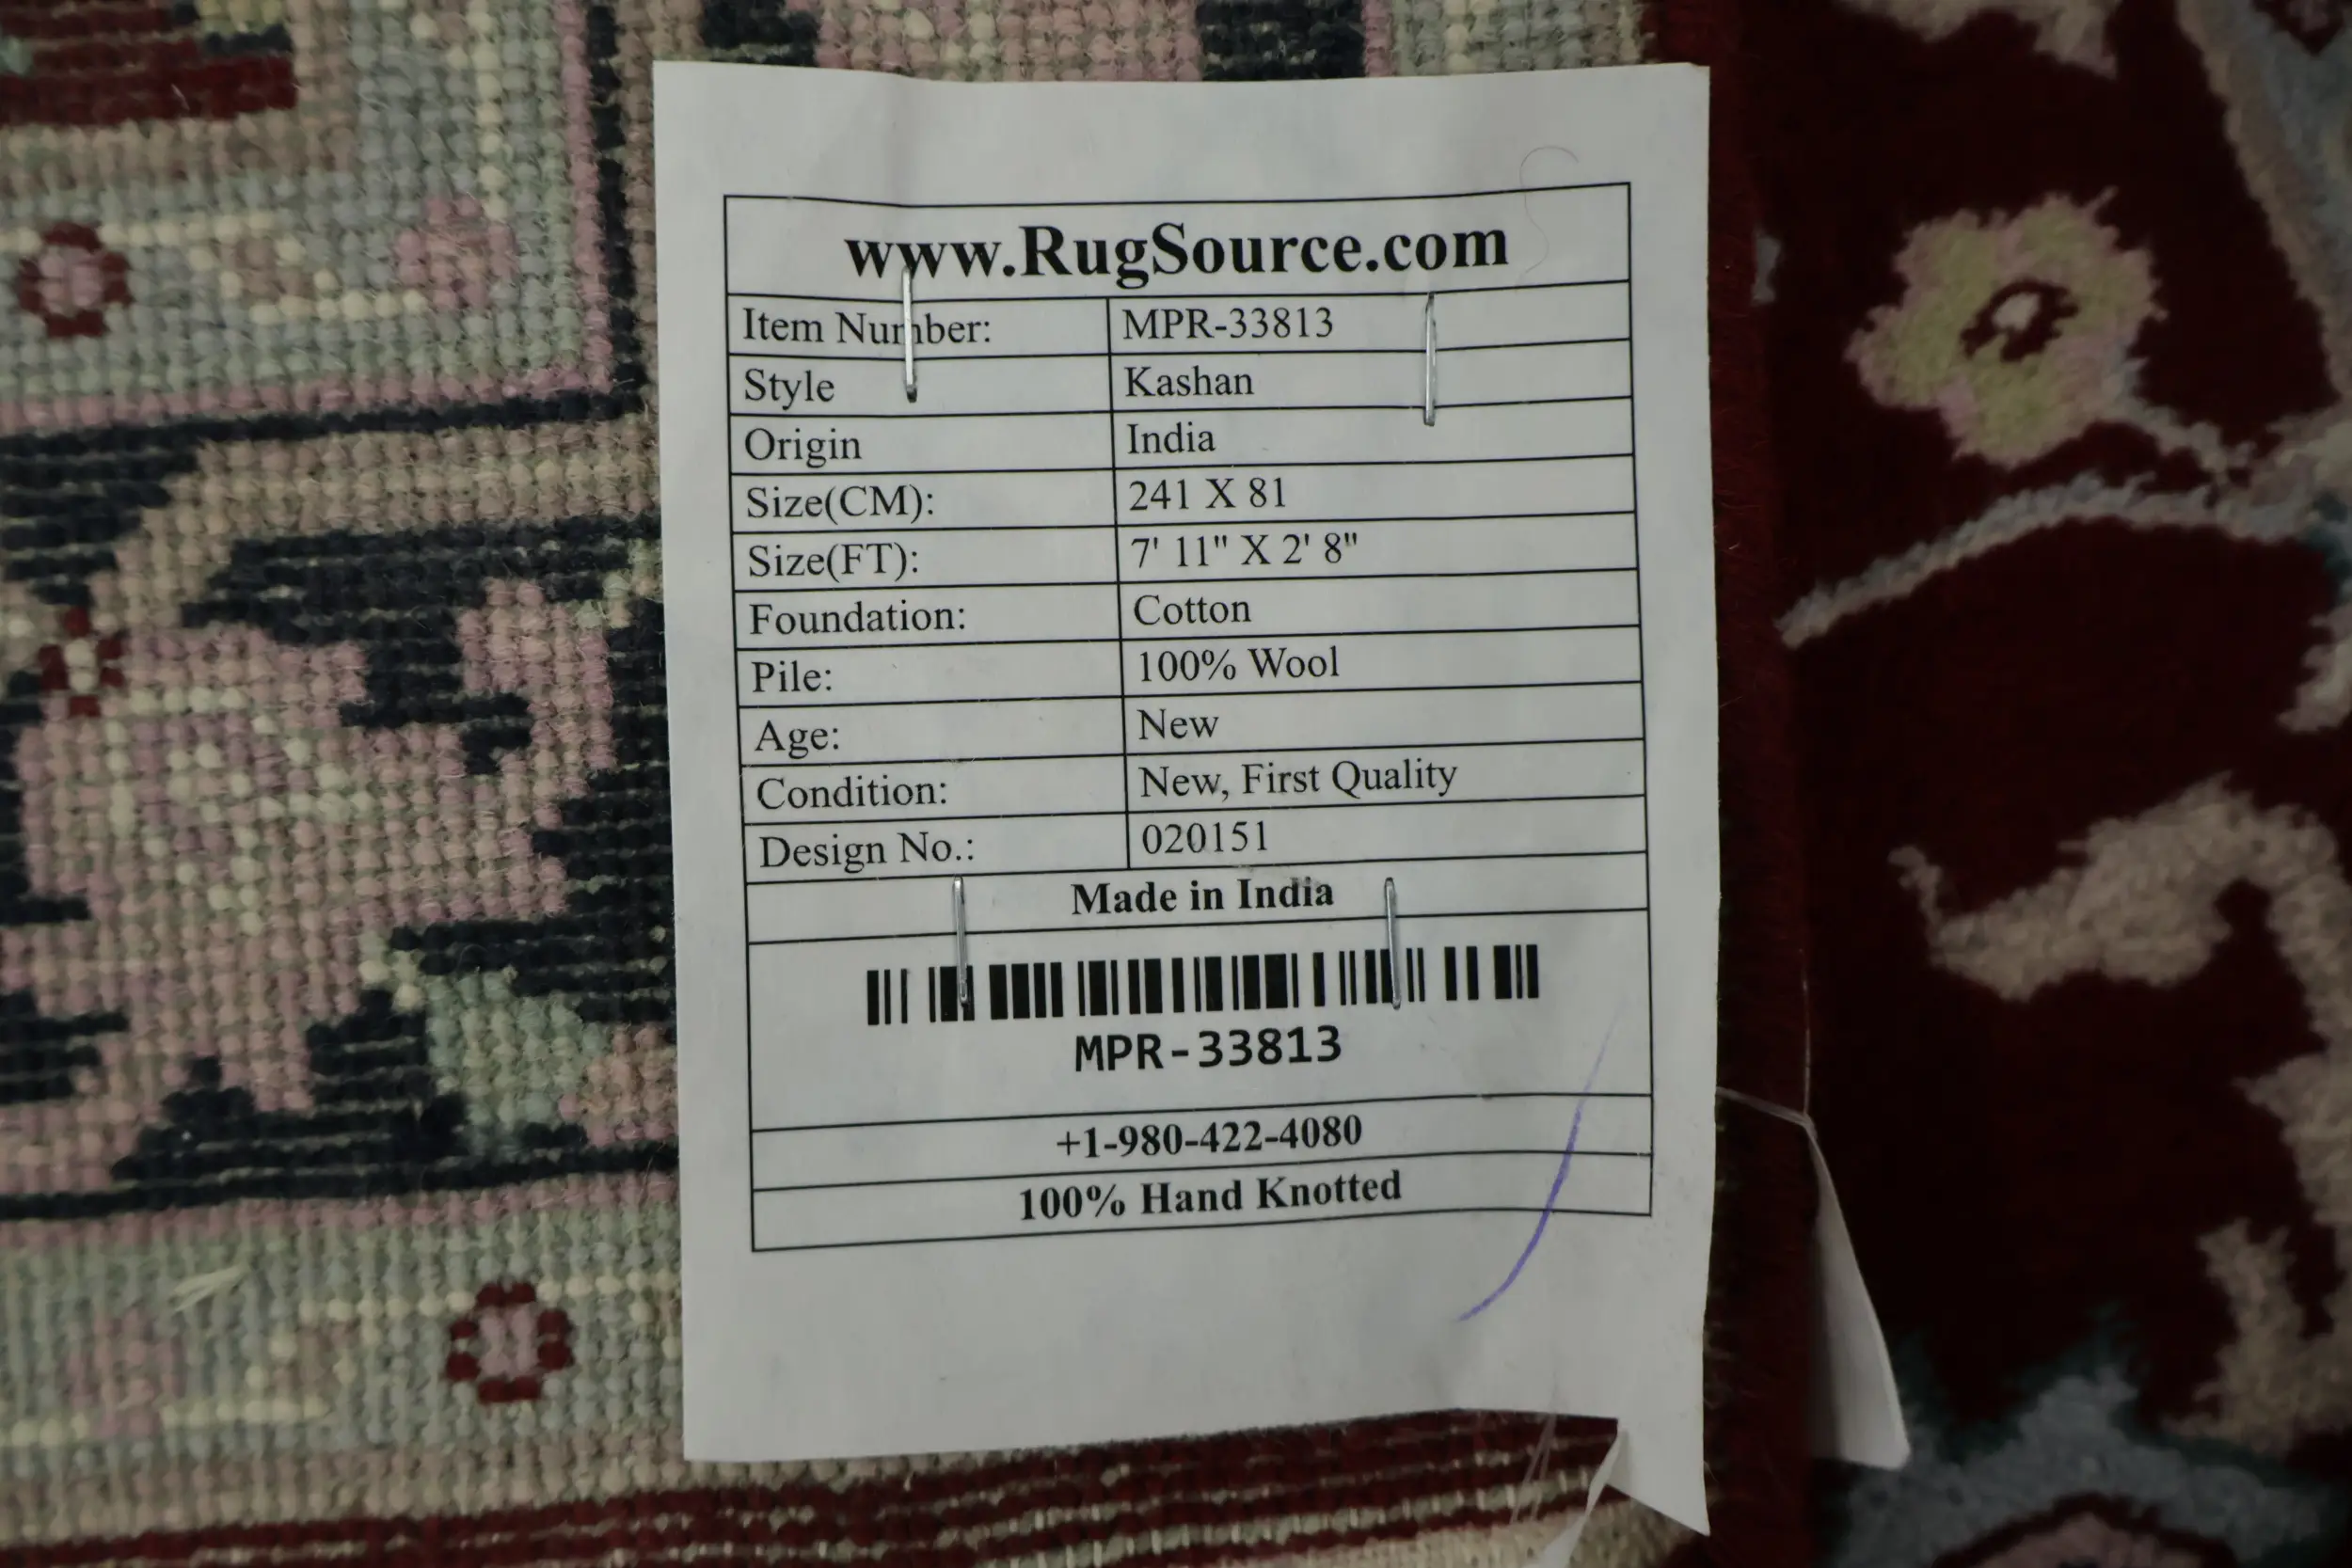 www.RugSource.com
Item Number: MPR-33813
Style Kashan
Origin India
Size(CM): 241 X 81
Size(FT): 7' 11" X 2' 8"
Foundation: Cotton
Pile: 100% Wool
Age: New
Condition: New, First Quality
Design No.: 020151
Made in India
MPR-33813
+1-980-422-4080
100% Hand Knotted